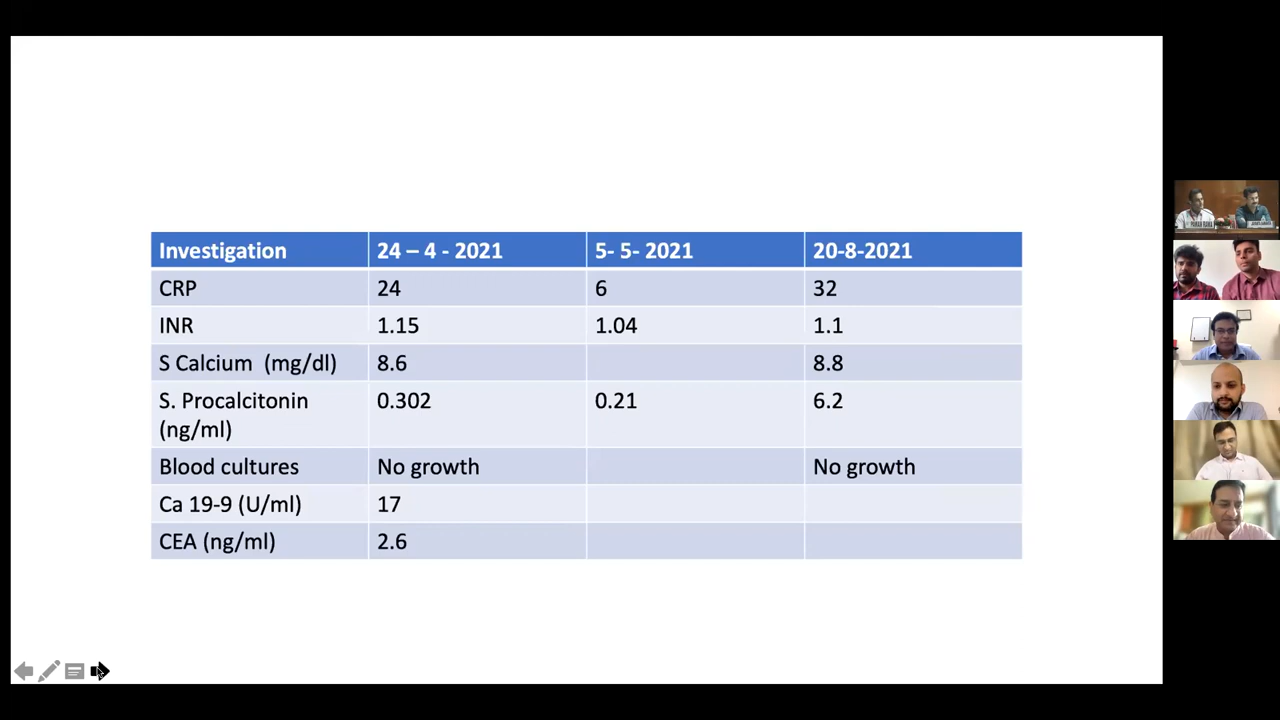 Investigation 24 – 4 - 2021 5- 5- 2021 20-8-2021
CRP 24 6 32
INR 1.15 1.04 1.1
S Calcium (mg/dl) 8.6 8.8
S. Procalcitonin 0.302 0.21 6.2
(ng/ml)
Blood cultures No growth No growth
Ca 19-9 (U/ml) 17
CEA (ng/ml) 2.6